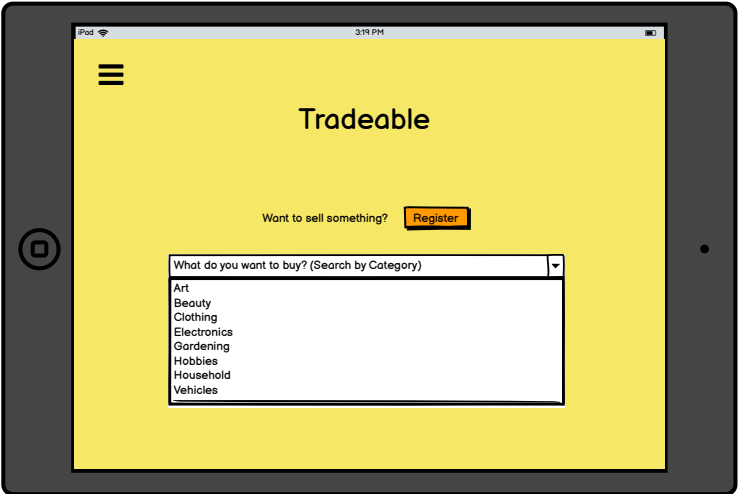 iPad 3:19 PM
Tradeable
Want to sell something? Register
What do you want to buy? (Search by Category)
Art
Beauty
Clothing
Electronics
Gardening
Hobbies
Household
Vehicles